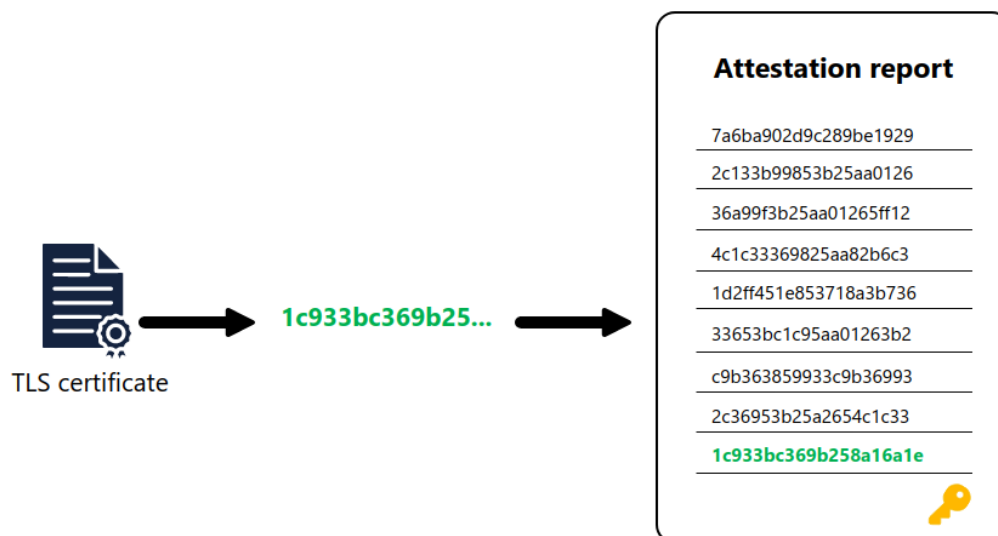 Attestation report
7a6ba902d9c289be1929
2c133b99853b25aa0126
36a99f3b25aa01265ff12
4c1c33369825aa82b6c3
1d2ff451e853718a3b736
33653bc1c95aa01263b2
c9b363859933c9b36993
2c36953b25a2654c1c33
1c933bc369b258a16a1e
1c933bc369b25...
TLS certificate